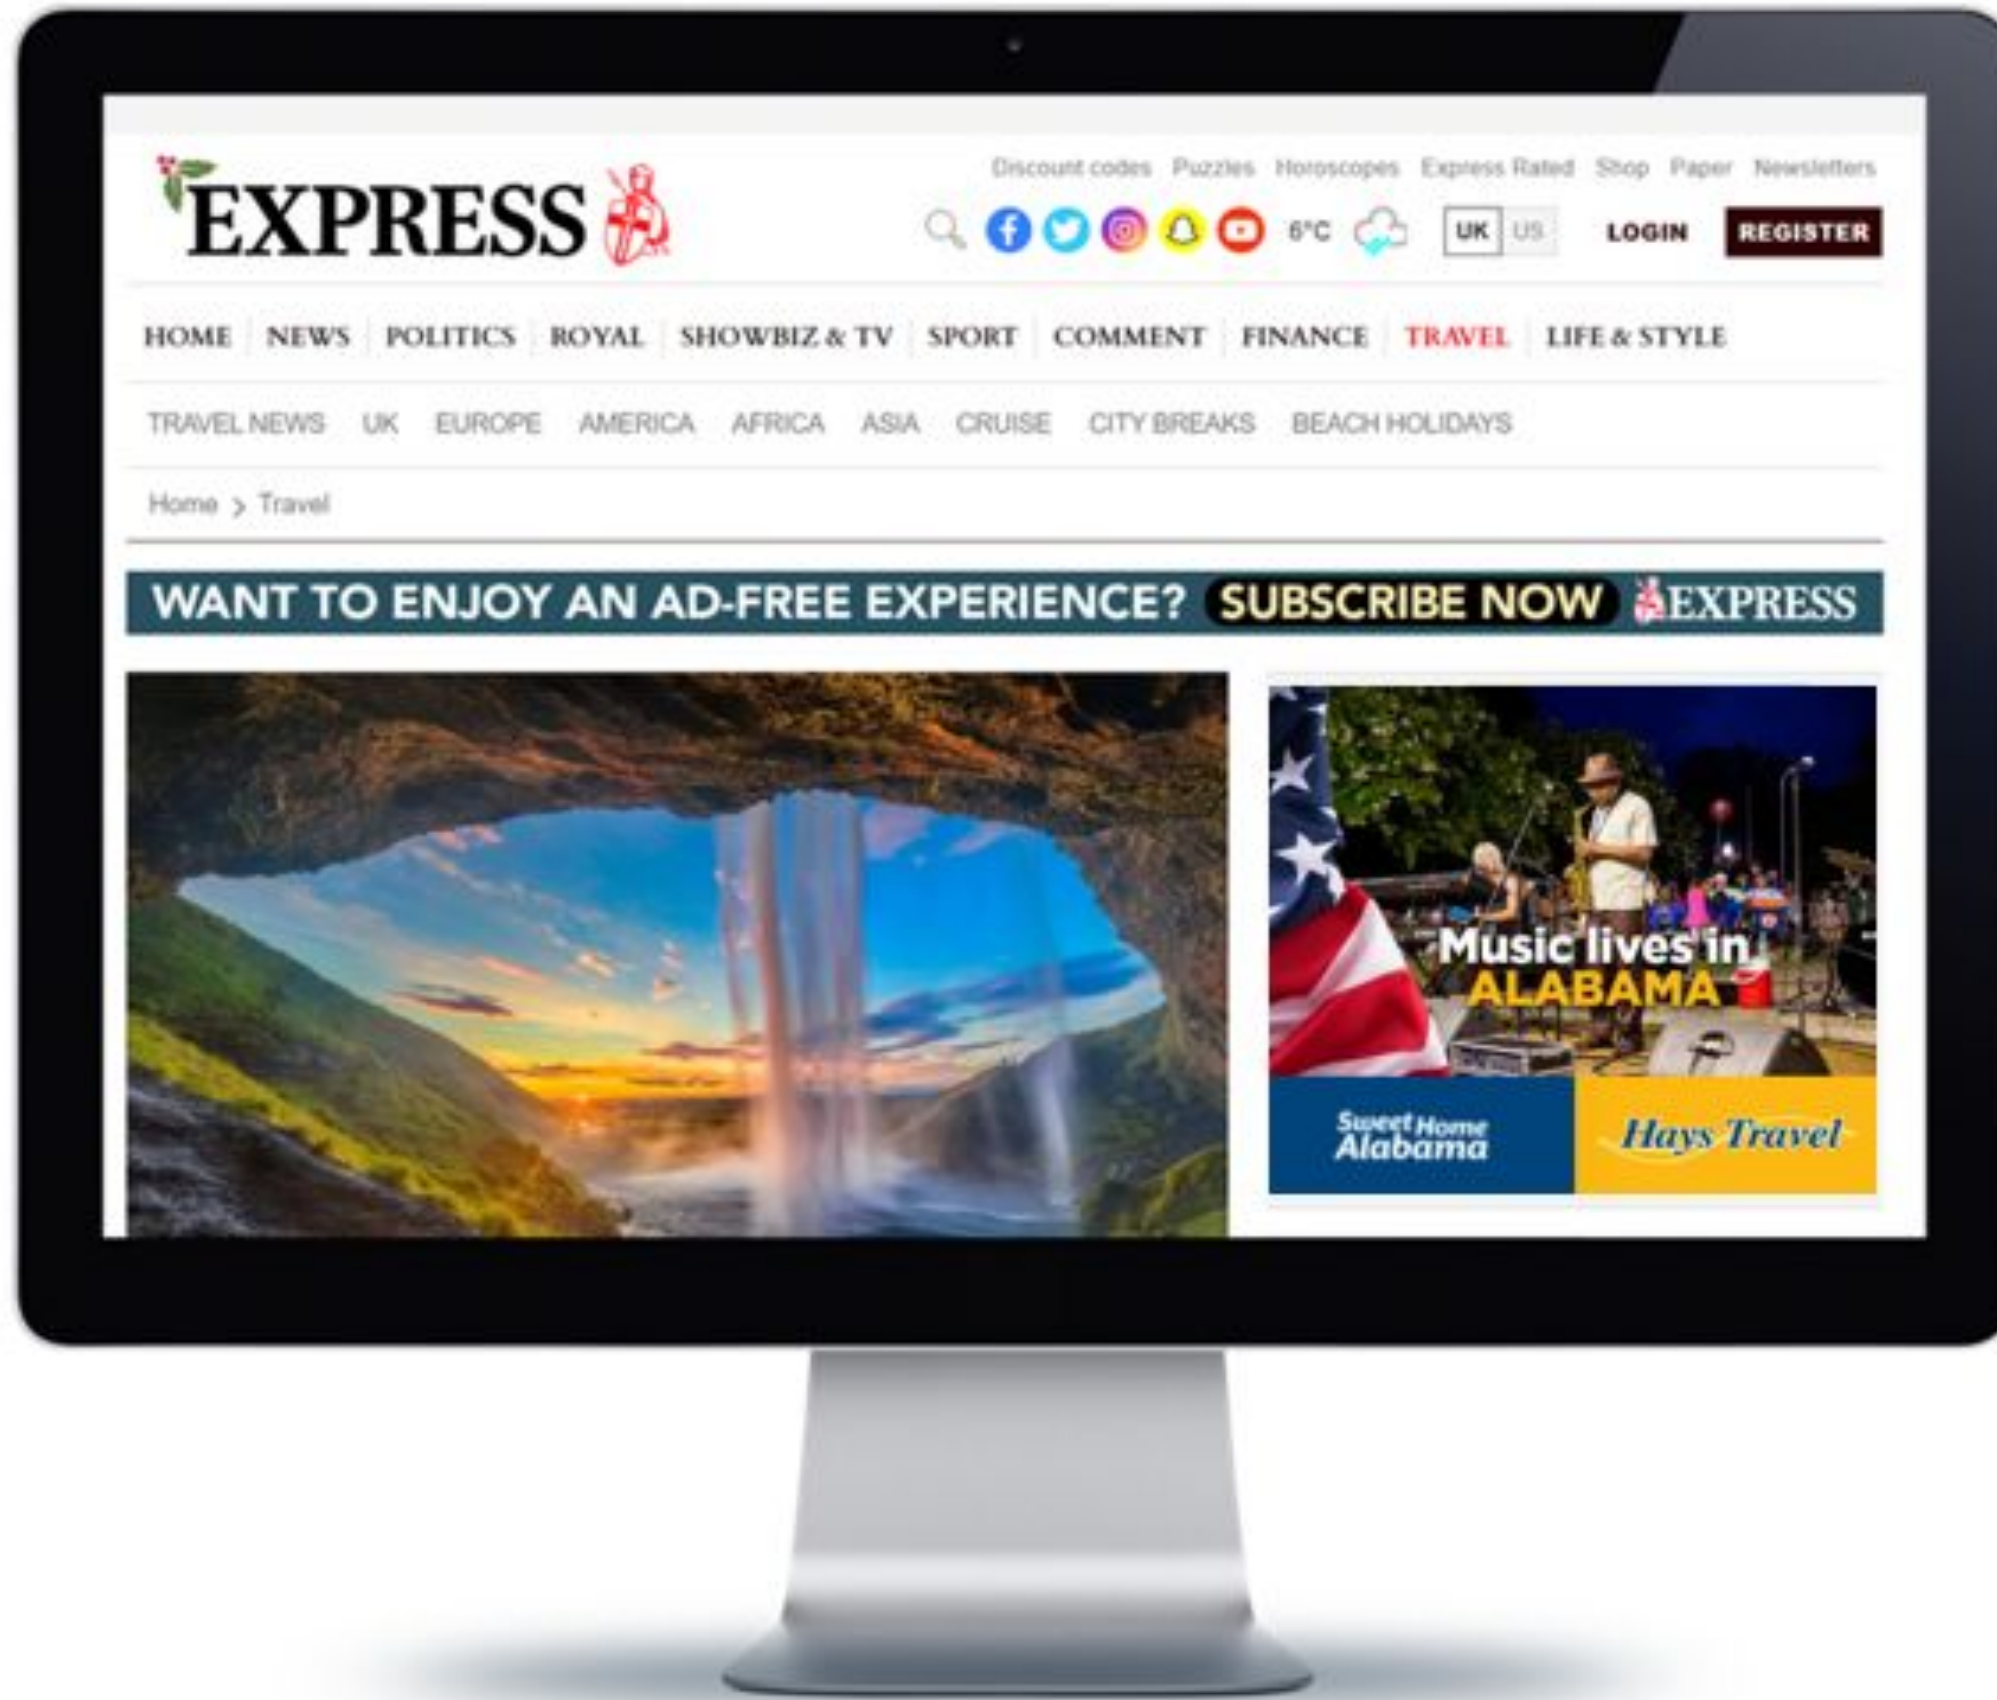 Discount codes Puzzles Horoscopes Express Rated Shop Paper Newsletters
EXPRESS
6°C UK US LOGIN REGISTER
HOME NEWS POLITICS ROYAL SHOWBIZ & TV SPORT COMMENT FINANCE TRAVEL LIFE & STYLE
TRAVEL NEWS UK EUROPE AMERICA AFRICA ASIA CRUISE CITY BREAKS BEACH HOLIDAYS
Home > Travel
WANT TO ENJOY AN AD-FREE EXPERIENCE? SUBSCRIBE NOW EXPRESS
Music lives in
ALABAMA
Sweet Home
Alabama
Hays Travel